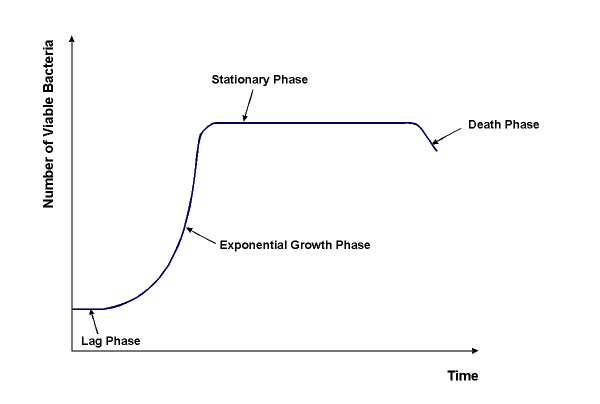 Number of Viable Bacteria
Stationary Phase
Death Phase
Exponential Growth Phase
Lag Phase
Time